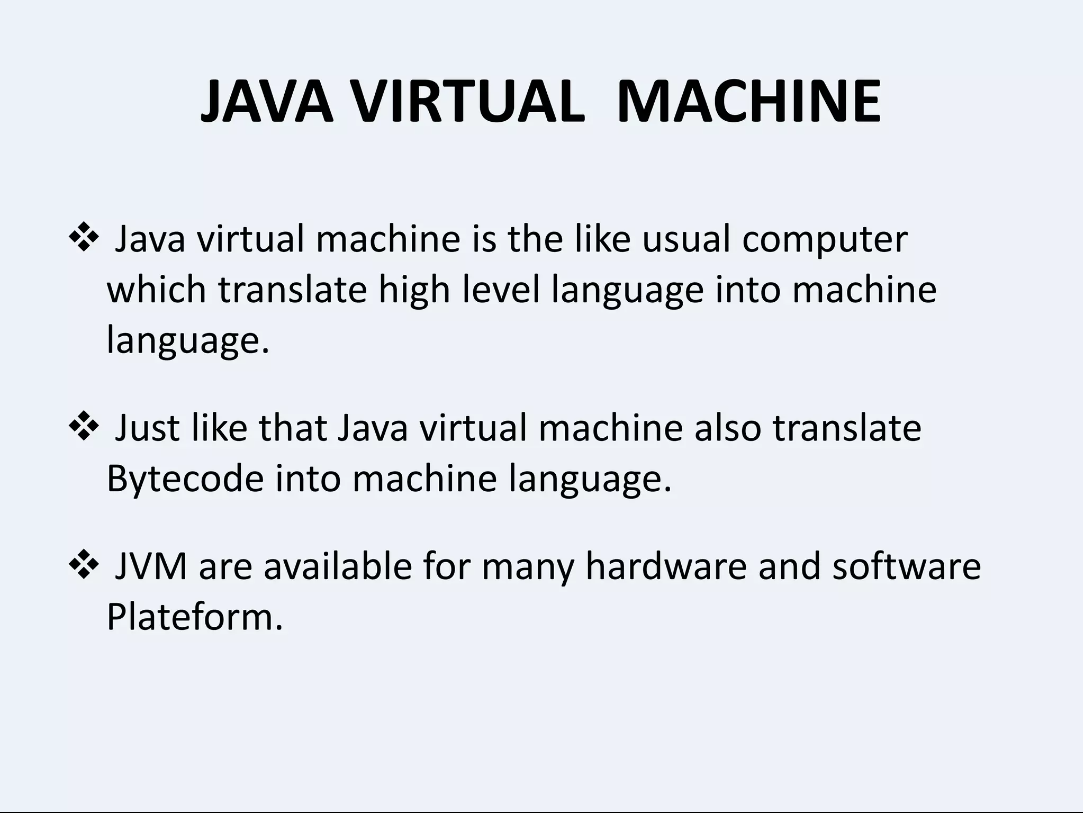 JAVA VIRTUAL  MACHINE
❖ Java virtual machine is the like usual computer
which translate high level language into machine
language.
❖ Just like that Java virtual machine also translate
Bytecode into machine language.
❖ JVM are available for many hardware and software
Plateform.